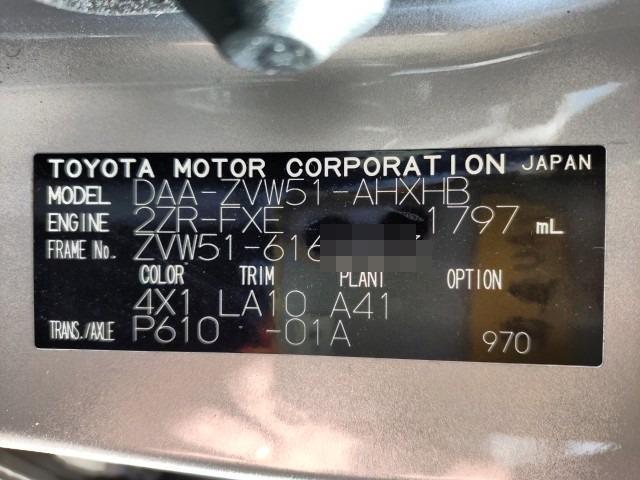 TOYOTA MOTOR CORPORATION JAPAN
MODEL DAA-ZVW51-AHXHB
ENGINE 2ZR-FXE 1797 mL
FRAME No. ZVW51-616
COLOR TRIM PLANT OPTION
4X1 LA10 A41
TRANS./AXLE P610 -01A 970